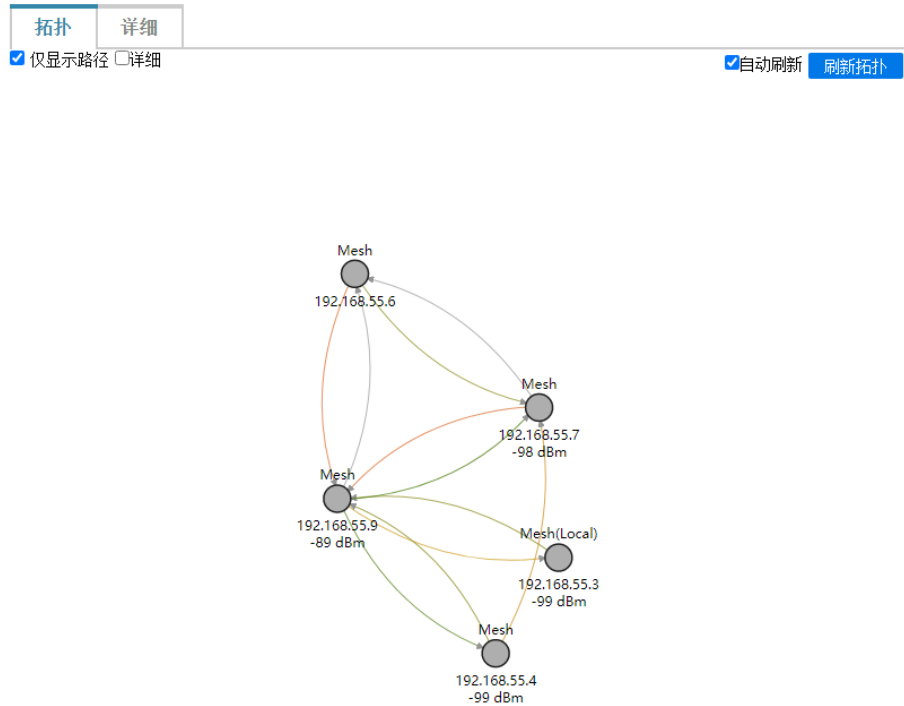 拓扑 详细
仅显示路径 详细
自动刷新 刷新拓扑
Mesh
192.168.55.6
Mesh
192.168.55.7
-98 dBm
Mesh
192.168.55.9
-89 dBm
Mesh(Local)
192.168.55.3
-99 dBm
Mesh
192.168.55.4
-99 dBm